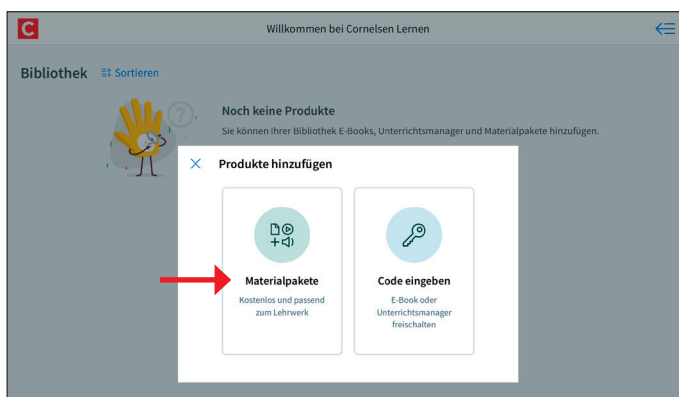 C
Willkommen bei Cornelsen Lernen
Bibliothek Sortieren
?
Noch keine Produkte
Sie können Ihrer Bibliothek E-Books, Unterrichtsmanager und Materialpakete hinzufügen.
Produkte hinzufügen
Materialpakete
Kostenlos und passend
zum Lehrwerk
Code eingeben
E-Book oder
Unterrichtsmanager
freischalten